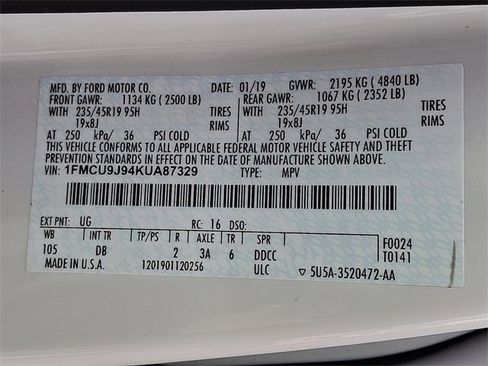 MFD. BY FORD MOTOR CO. DATE: 01/19 GVWR: 2195 KG ( 4840 LB)
FRONT GAWR: 1134 KG ( 2500 LB) REAR GAWR: 1067 KG ( 2352 LB)
WITH 235/45R19 95H TIRES WITH 235/45R19 95H TIRES
19x8J RIMS 19x8J RIMS
AT 250 kPa/ 36 PSI COLD AT 250 kPa/ 36 PSI COLD
THIS VEHICLE CONFORMS TO ALL APPLICABLE FEDERAL MOTOR VEHICLE SAFETY AND
THEFT PREVENTION STANDARDS IN EFFECT ON THE DATE OF MANUFACTURE SHOWN ABOVE.
VIN: 1FMCU9J94KUA87329 TYPE: MPV
EXT PNT: UG RC: 16 DSO:
WB INT TR TP/PS R AXLE TR SPR F0024
105 DB 2 3A 6 DDCC T0141
MADE IN U.S.A. 1201901120256 ULC 5U5A-3520472-AA